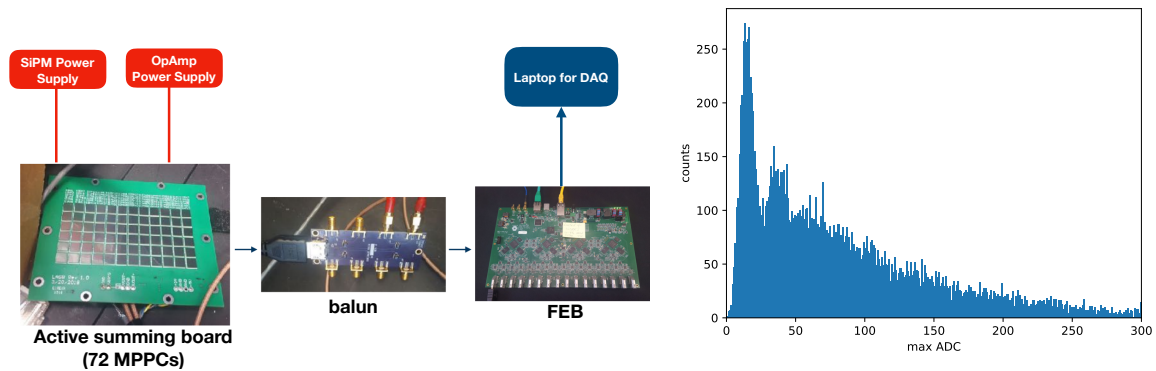 SiPM Power
Supply
OpAmp
Power Supply
Laptop for DAQ
Active summing board
(72 MPPCs)
balun
FEB
counts
250
200
150
100
50
0
0
50
100
150
200
250
300
max ADC